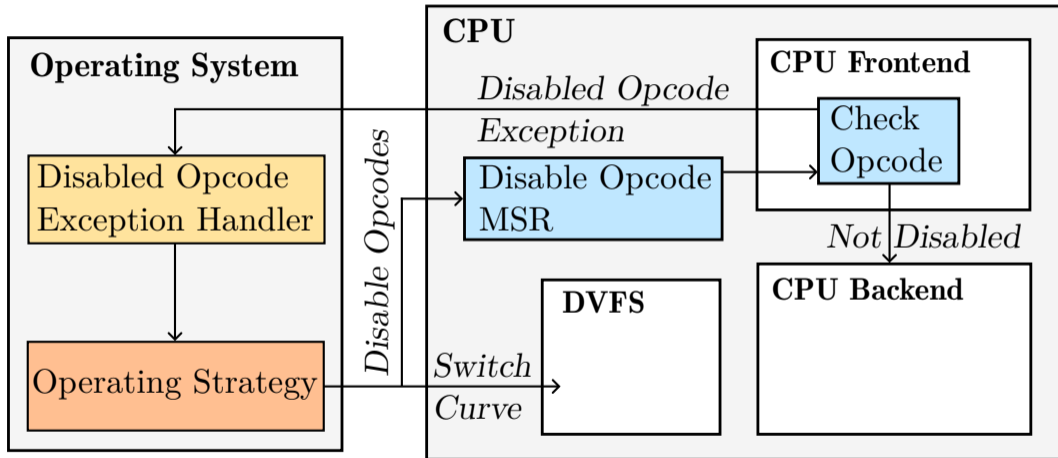 CPU
Operating System
CPU Frontend
Disabled Opcode
Exception
Check
Opcode
Disabled Opcode
Exception Handler
Disable Opcodes
Disable Opcode
MSR
Not Disabled
DVFS
CPU Backend
Operating Strategy
Switch
Curve